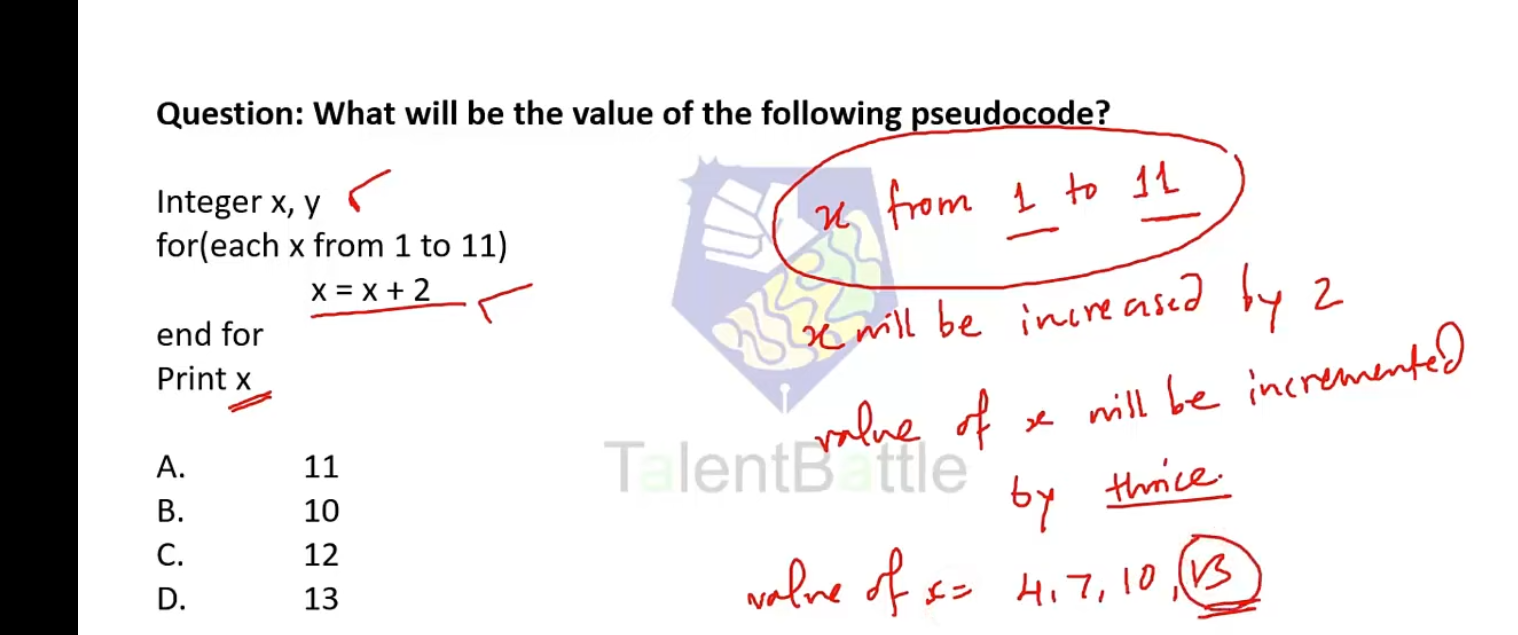 Question: What will be the value of the following pseudocode?
Integer x, y
for(each x from 1 to 11)
x = x + 2
end for
Print x
A. 11
B. 10
C. 12
D. 13
x from 1 to 11
x will be increased by 2
value of x will be incremented
by thrice.
value of x = 4, 7, 10, 13
TalentBattle